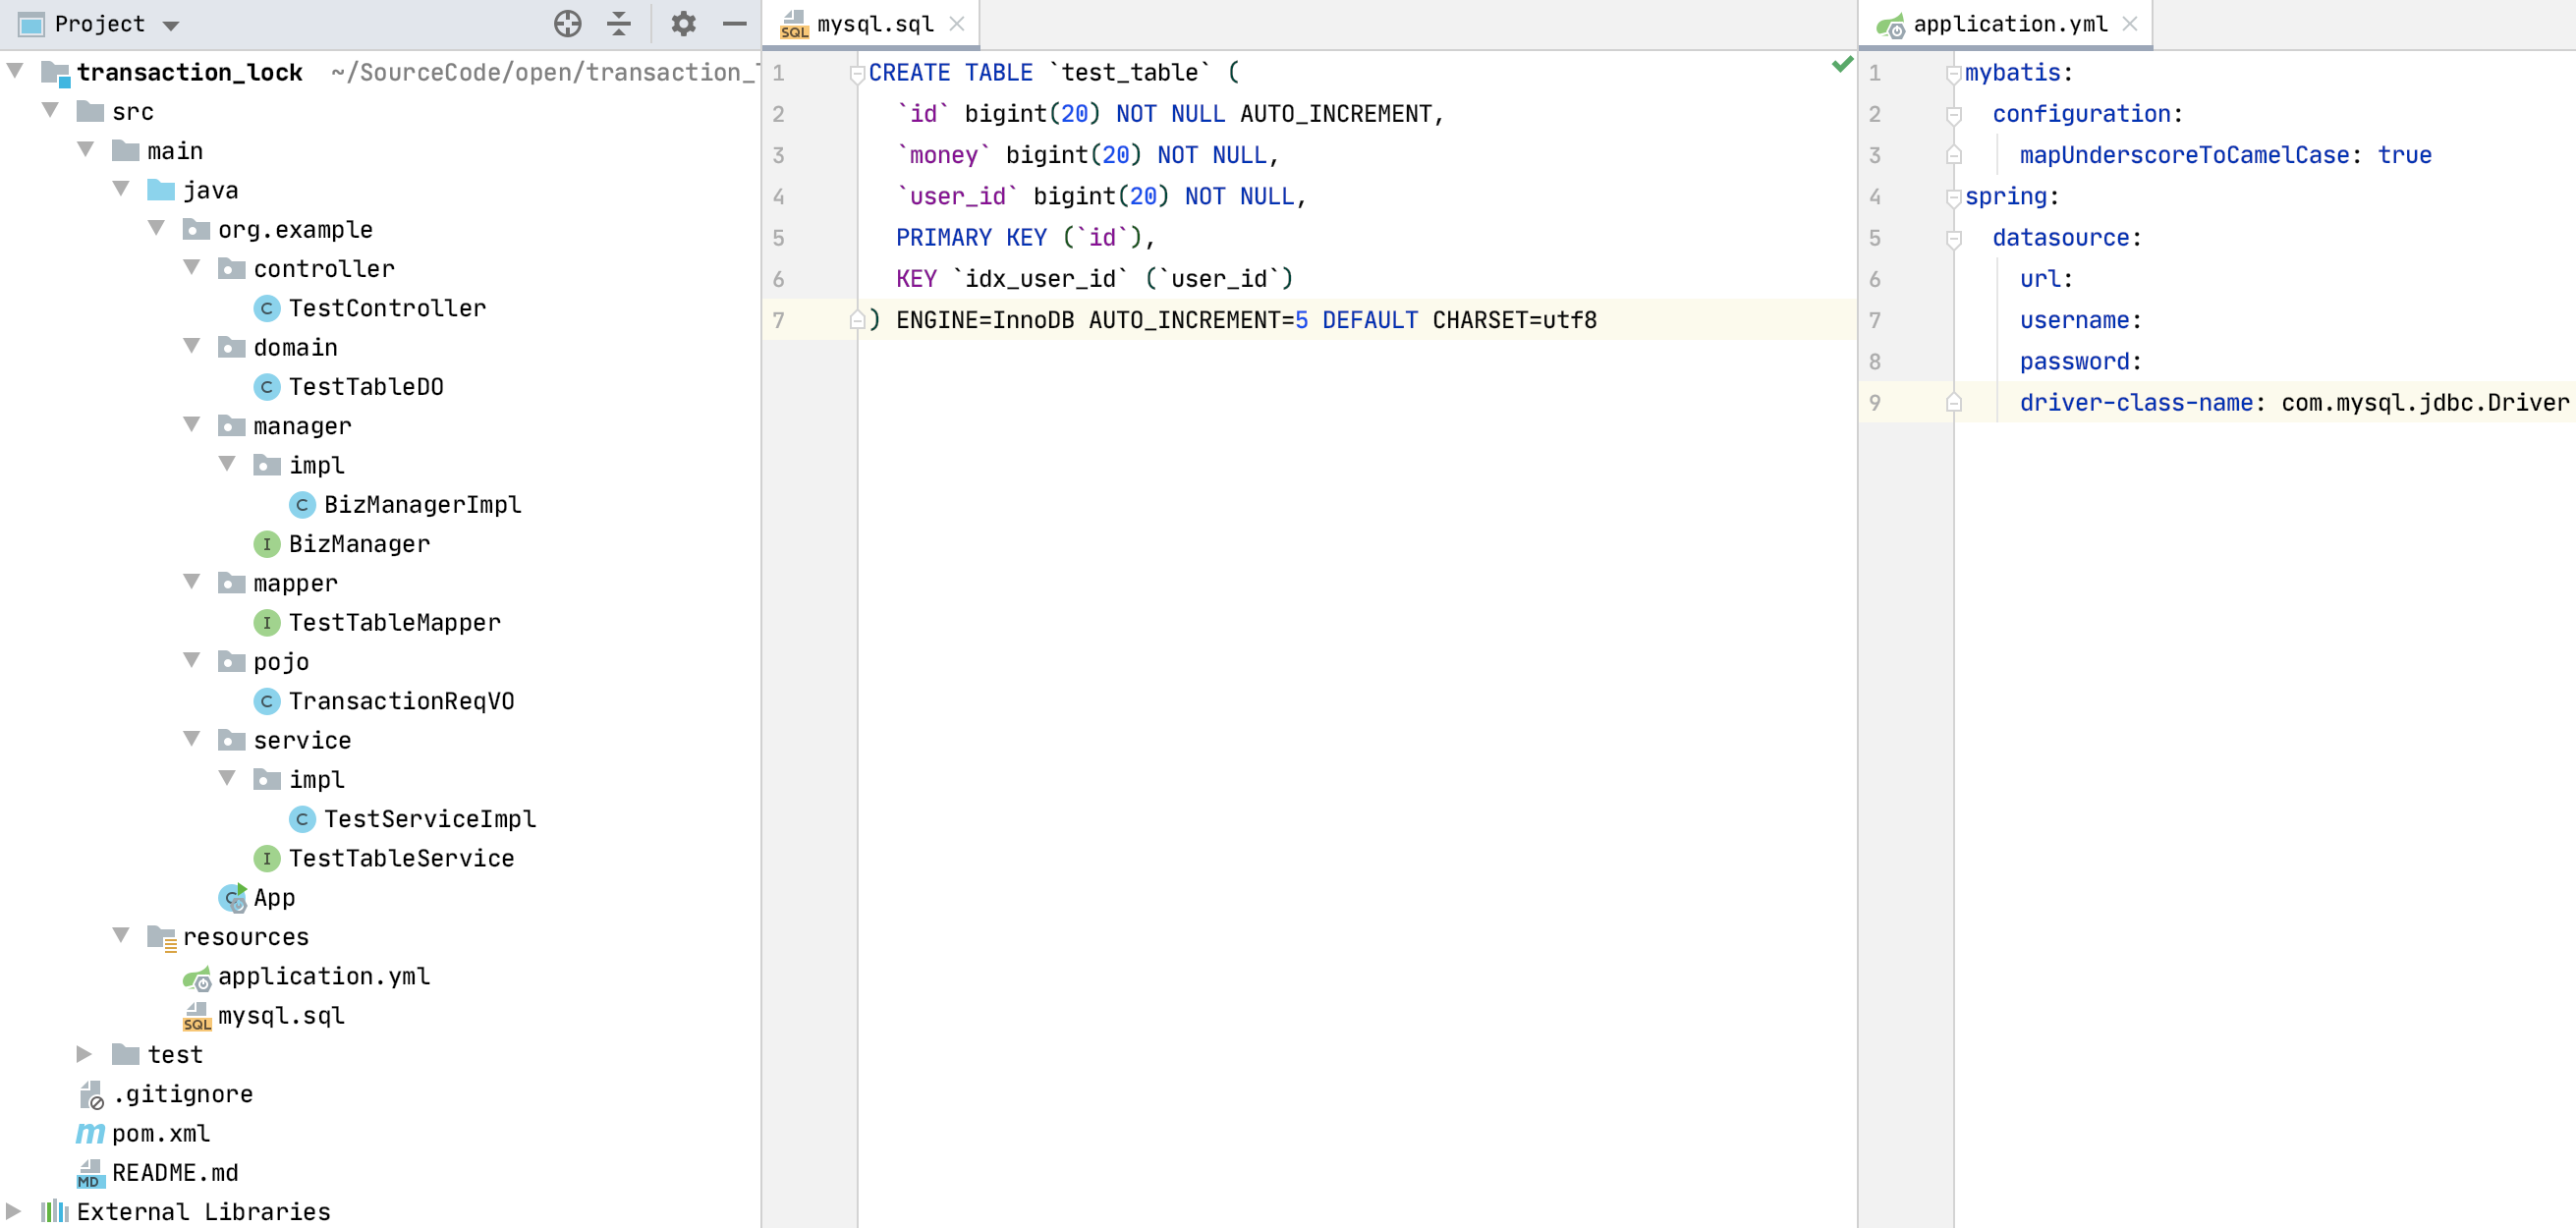 Project
transaction_lock ~/SourceCode/open/transaction_
src
main
java
org.example
controller
TestController
domain
TestTableDO
manager
impl
BizManagerImpl
BizManager
mapper
TestTableMapper
pojo
TransactionReqVO
service
impl
TestServiceImpl
TestTableService
App
resources
application.yml
mysql.sql
test
.gitignore
pom.xml
README.md
External Libraries
mysql.sql
1 CREATE TABLE `test_table` (
2 `id` bigint(20) NOT NULL AUTO_INCREMENT,
3 `money` bigint(20) NOT NULL,
4 `user_id` bigint(20) NOT NULL,
5 PRIMARY KEY (`id`),
6 KEY `idx_user_id` (`user_id`)
7 ) ENGINE=InnoDB AUTO_INCREMENT=5 DEFAULT CHARSET=utf8
application.yml
1 mybatis:
2 configuration:
3 mapUnderscoreToCamelCase: true
4 spring:
5 datasource:
6 url:
7 username:
8 password:
9 driver-class-name: com.mysql.jdbc.Driver